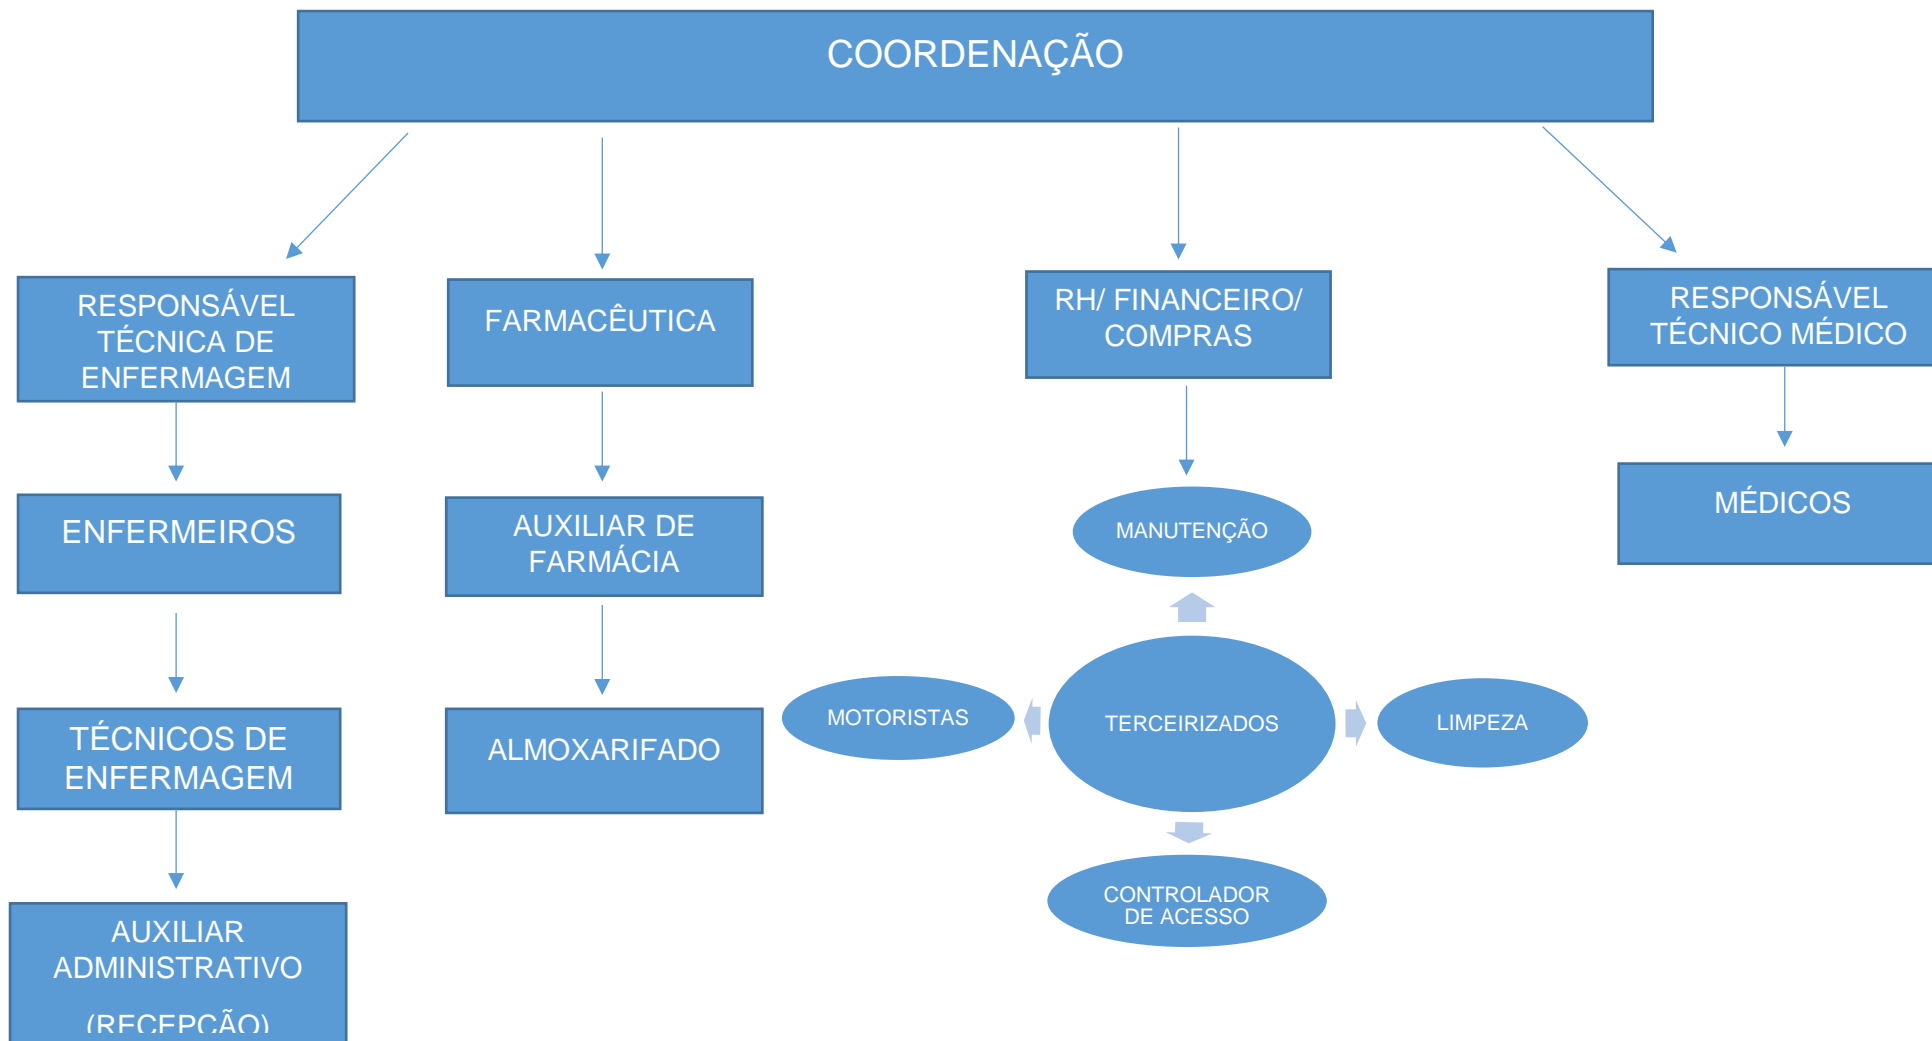 COORDENAÇÃO
RESPONSÁVEL
TÉCNICA DE
ENFERMAGEM
FARMACÊUTICA
RH/ FINANCEIRO/
COMPRAS
RESPONSÁVEL
TÉCNICO MÉDICO
ENFERMEIROS
AUXILIAR DE
FARMÁCIA
MANUTENÇÃO
MÉDICOS
TÉCNICOS DE
ENFERMAGEM
ALMOXARIFADO
MOTORISTAS
TERCEIRIZADOS
LIMPEZA
CONTROLADOR
DE ACESSO
AUXILIAR
ADMINISTRATIVO
(RECEPÇÃO)